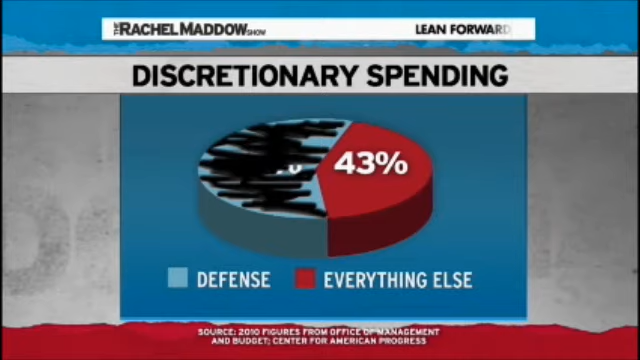 THE RACHEL MADDOW SHOW
LEAN FORWARD
DISCRETIONARY SPENDING
43%
DEFENSE
EVERYTHING ELSE
SOURCE: 2010 FIGURES FROM OFFICE OF MANAGEMENT
AND BUDGET; CENTER FOR AMERICAN PROGRESS